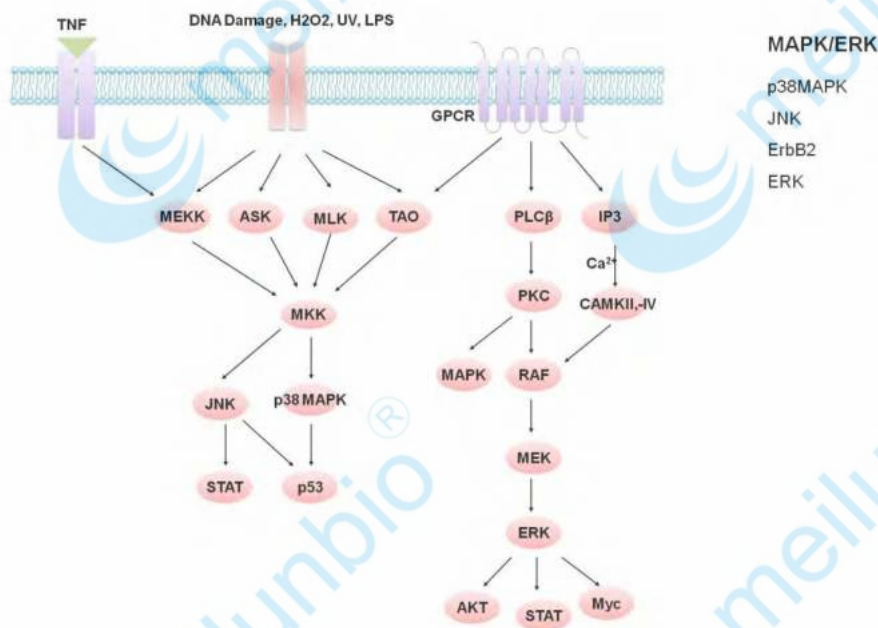 TNF
DNA Damage, H2O2, UV, LPS
MAPK/ERK
p38MAPK
JNK
ErbB2
ERK
GPCR
MEKK
ASK
MLK
TAO
PLCβ
IP3
Ca²⁺
PKC
CAMKII,-IV
MKK
MAPK
RAF
JNK
p38 MAPK
MEK
STAT
p53
ERK
AKT
STAT
Myc
meilunbio
®